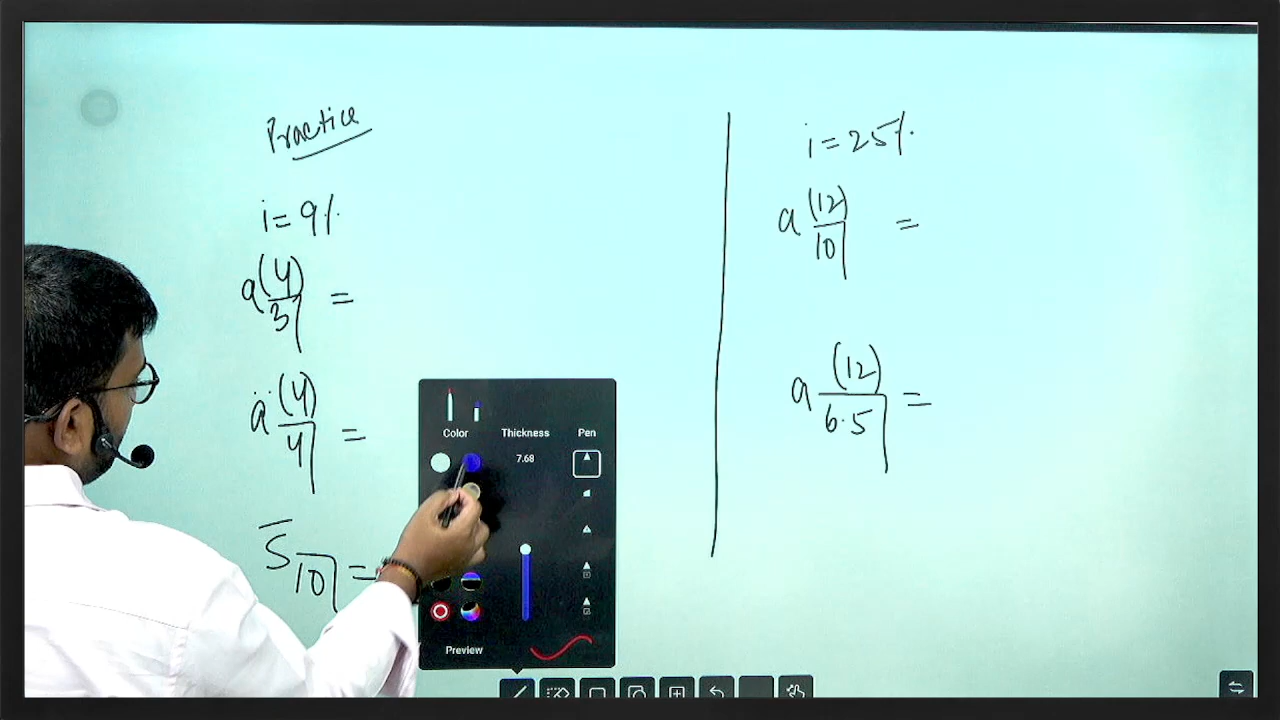 Practice
i = 9%
a (4) 3 =
ä (4) 4 =
s̄ 10 =
i = 25%
a (12) 10 =
a (12) 6.5 =
Color Thickness Pen
7.68
Preview